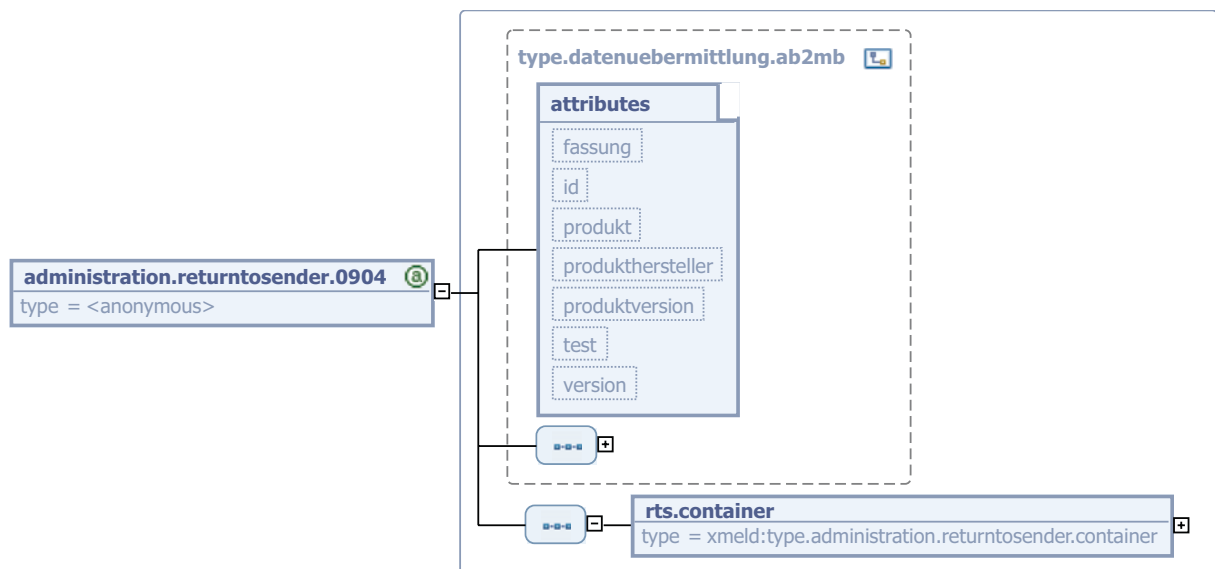 type.datenuebermittlung.ab2mb
attributes
fassung
id
produkt
produkthersteller
produktversion
test
version
administration.returntosender.0904
type = <anonymous>
rts.container
type = xmeld:type.administration.returntosender.container